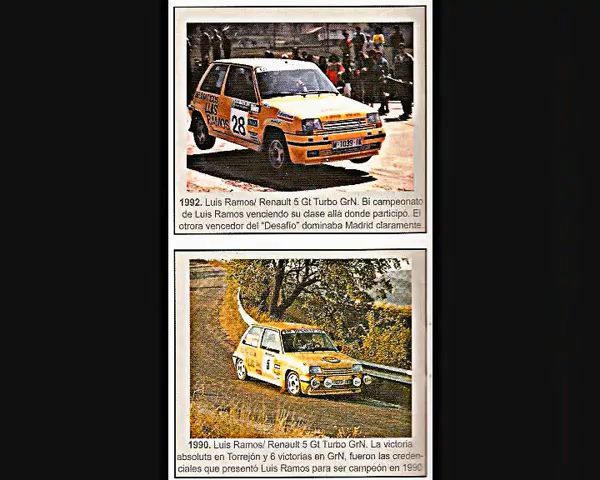 LUIS
RAMOS
28
1992. Luis Ramos/ Renault 5 Gt Turbo GrN. Bi campeonato
de Luis Ramos venciendo su clase allá donde participó. El
otrora vencedor del "Desafío" dominaba Madrid claramente
1990. Luis Ramos/ Renault 5 Gt Turbo GrN. La victoria
absoluta en Torrejón y 6 victorias en GrN, fueron las creden-
ciales que presentó Luis Ramos para ser campeón en 1990